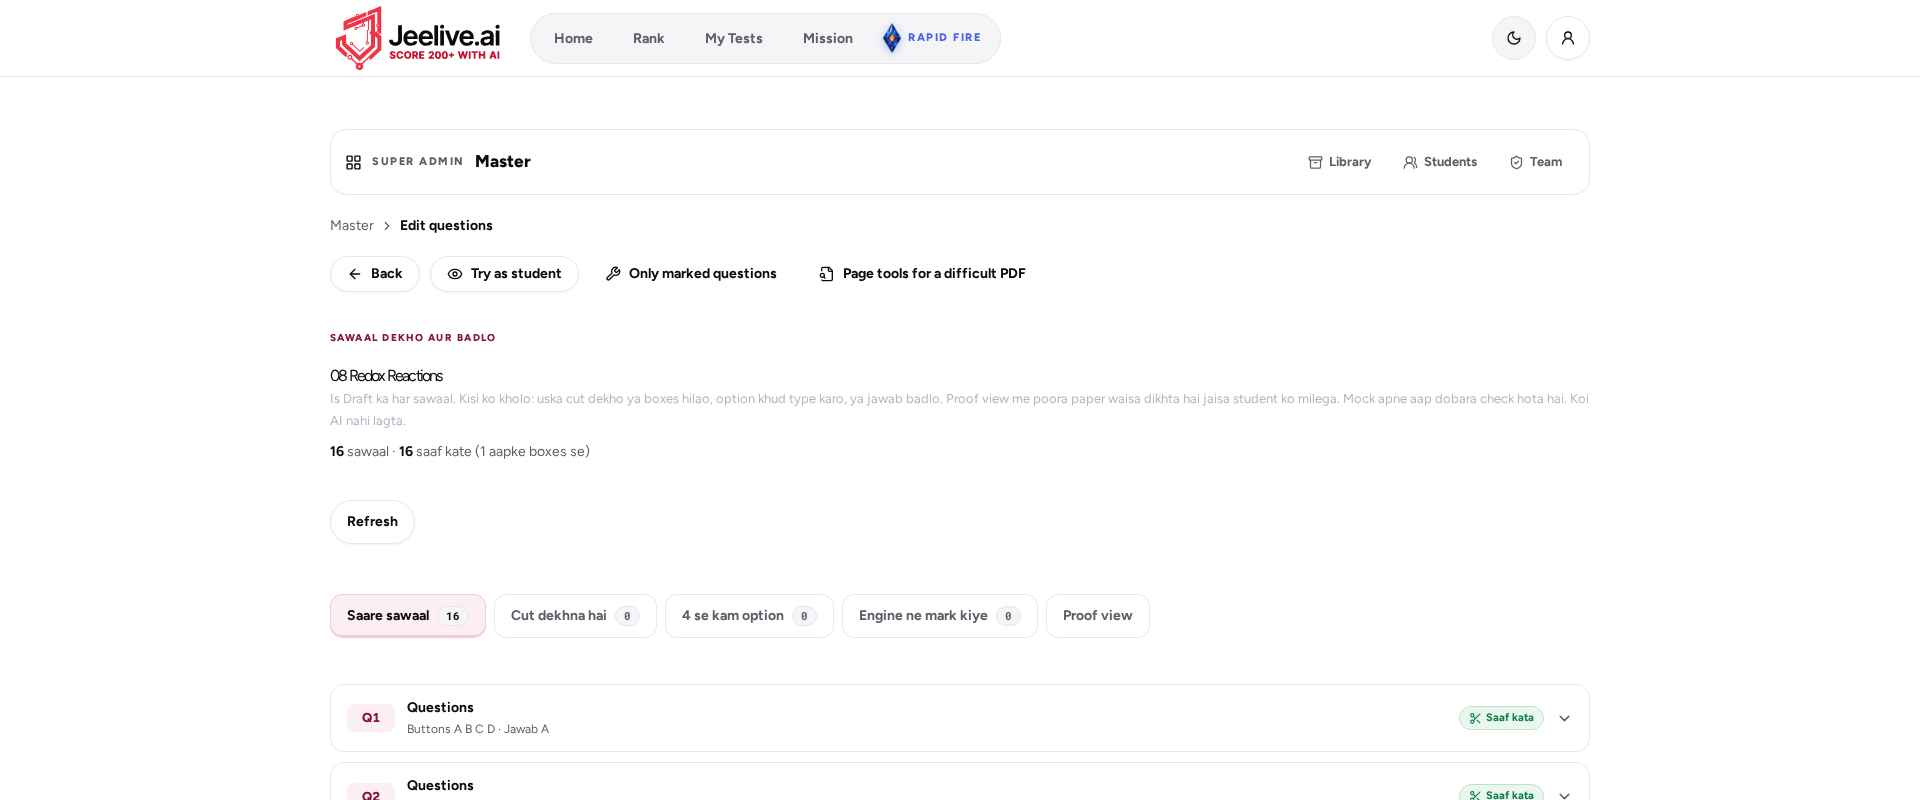 Jeelive.ai
SCORE 200+ WITH AI
Home Rank My Tests Mission RAPID FIRE
SUPER ADMIN Master Library Students Team
Master > Edit questions
Back Try as student Only marked questions Page tools for a difficult PDF
SAWAAL DEKHO AUR BADLO
08 Redox Reactions
Is Draft ka har sawaal. Kisi ko kholo: uska cut dekho ya boxes hilao, option khud type karo, ya jawab badlo. Proof view me poora paper waisa dikhta hai jaisa student ko milega. Mock apne aap dobara check hota hai. Koi
AI nahi lagta.
16 sawaal · 16 saaf kate (1 aapke boxes se)
Refresh
Saare sawaal 16 Cut dekhna hai 0 4 se kam option 0 Engine ne mark kiye 0 Proof view
Q1 Questions Saaf kata
Buttons A B C D · Jawab A
Q2 Questions Saaf kata